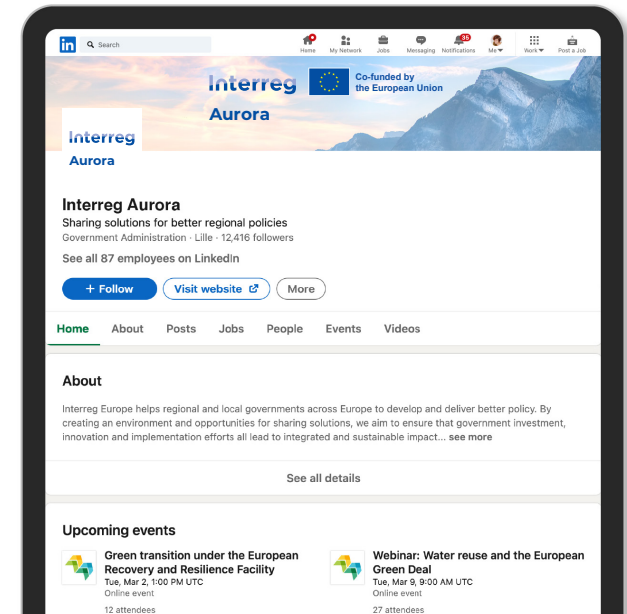 in
Search
Home
My Network
Jobs
Messaging
35
Notifications
Me
Work
Post a Job
Interreg
Co-funded by
the European Union
Aurora
Interreg
Aurora
Interreg Aurora
Sharing solutions for better regional policies
Government Administration · Lille · 12,416 followers
See all 87 employees on LinkedIn
+ Follow
Visit website
More
Home About Posts Jobs People Events Videos
About
Interreg Europe helps regional and local governments across Europe to develop and deliver better policy. By
creating an environment and opportunities for sharing solutions, we aim to ensure that government investment,
innovation and implementation efforts all lead to integrated and sustainable impact... see more
See all details
Upcoming events
Green transition under the European
Recovery and Resilience Facility
Tue, Mar 2, 1:00 PM UTC
Online event
12 attendees
Webinar: Water reuse and the European
Green Deal
Tue, Mar 9, 9:00 AM UTC
Online event
27 attendees